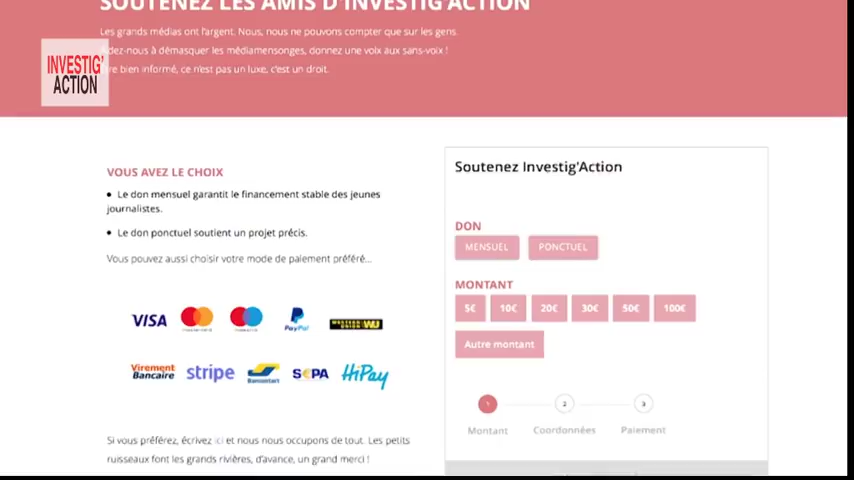 SOUTENEZ LES AMIS D'INVESTIG'ACTION
Les grands médias ont l'argent. Nous, nous ne pouvons compter que sur les gens.
Aidez-nous à démasquer les médiamensonges, donnez une voix aux sans-voix !
Être bien informé, ce n'est pas un luxe, c'est un droit.
INVESTIG'
ACTION
VOUS AVEZ LE CHOIX
Le don mensuel garantit le financement stable des jeunes
journalistes.
Le don ponctuel soutient un projet précis.
Vous pouvez aussi choisir votre mode de paiement préféré...
VISA
mastercard
maestro
PayPal
WESTERN UNION WU
Virement
Bancaire
stripe
Bancontact
SEPA
HiPay
Si vous préférez, écrivez ici et nous nous occupons de tout. Les petits
ruisseaux font les grands rivières, d'avance, un grand merci !
Soutenez Investig'Action
DON
MENSUEL
PONCTUEL
MONTANT
5€
10€
20€
30€
50€
100€
Autre montant
1
2
3
Montant
Coordonnées
Paiement